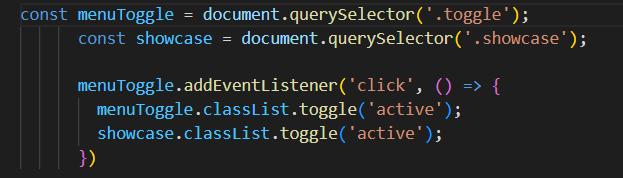 const menuToggle = document.querySelector('.toggle');
const showcase = document.querySelector('.showcase');
menuToggle.addEventListener('click', () => {
menuToggle.classList.toggle('active');
showcase.classList.toggle('active');
})